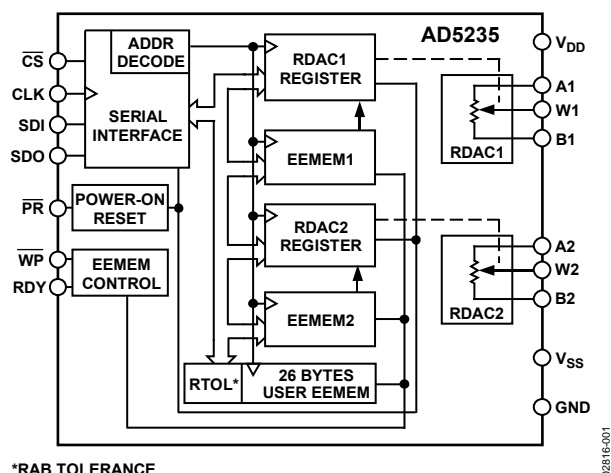 AD5235
CS
CLK
SDI
SDO
PR
WP
RDY
ADDR
DECODE
SERIAL
INTERFACE
POWER-ON
RESET
EEMEM
CONTROL
RDAC1
REGISTER
EEMEM1
RDAC2
REGISTER
EEMEM2
RTOL*
26 BYTES
USER EEMEM
VDD
A1
W1
B1
RDAC1
A2
W2
B2
RDAC2
VSS
GND
*RAB TOLERANCE
02816-001